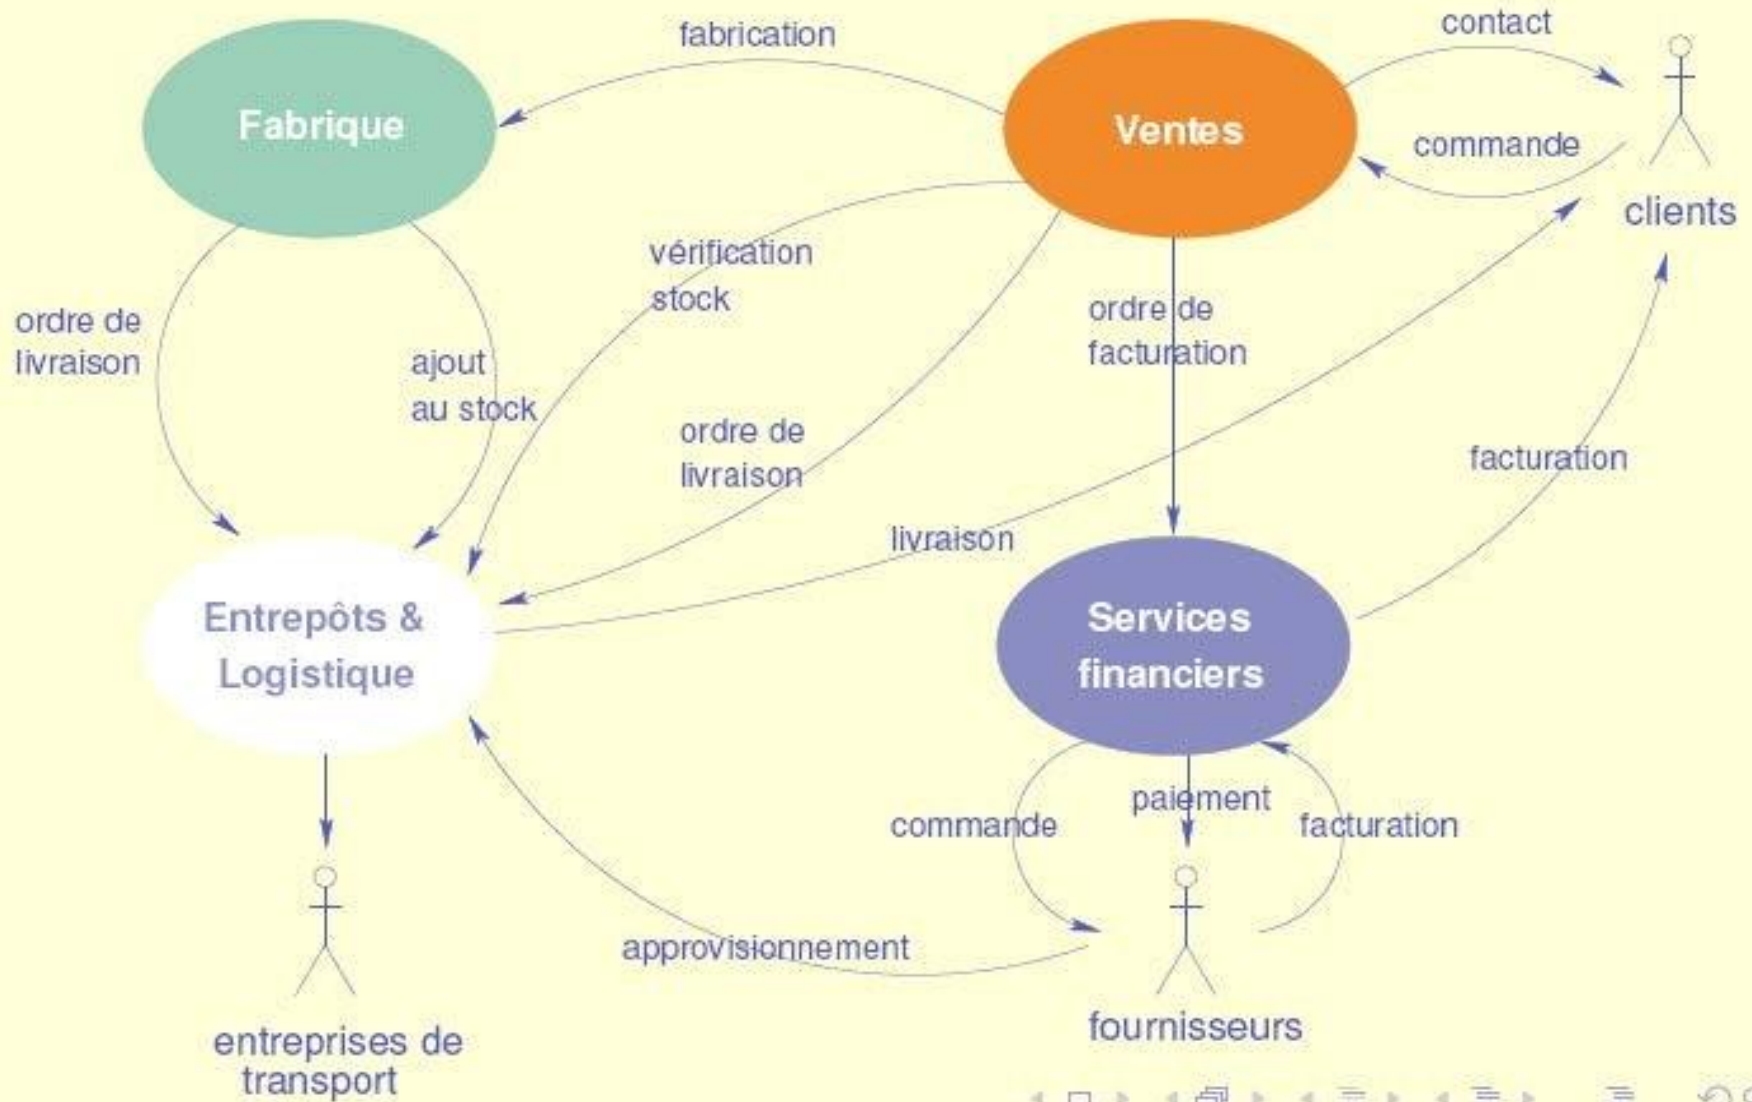 fabrication
contact
Fabrique
Ventes
commande
clients
vérification
stock
ordre de
livraison
ajout
au stock
ordre de
facturation
ordre de
livraison
facturation
livraison
Entrepôts &
Logistique
Services
financiers
commande
paiement
facturation
approvisionnement
fournisseurs
entreprises de
transport